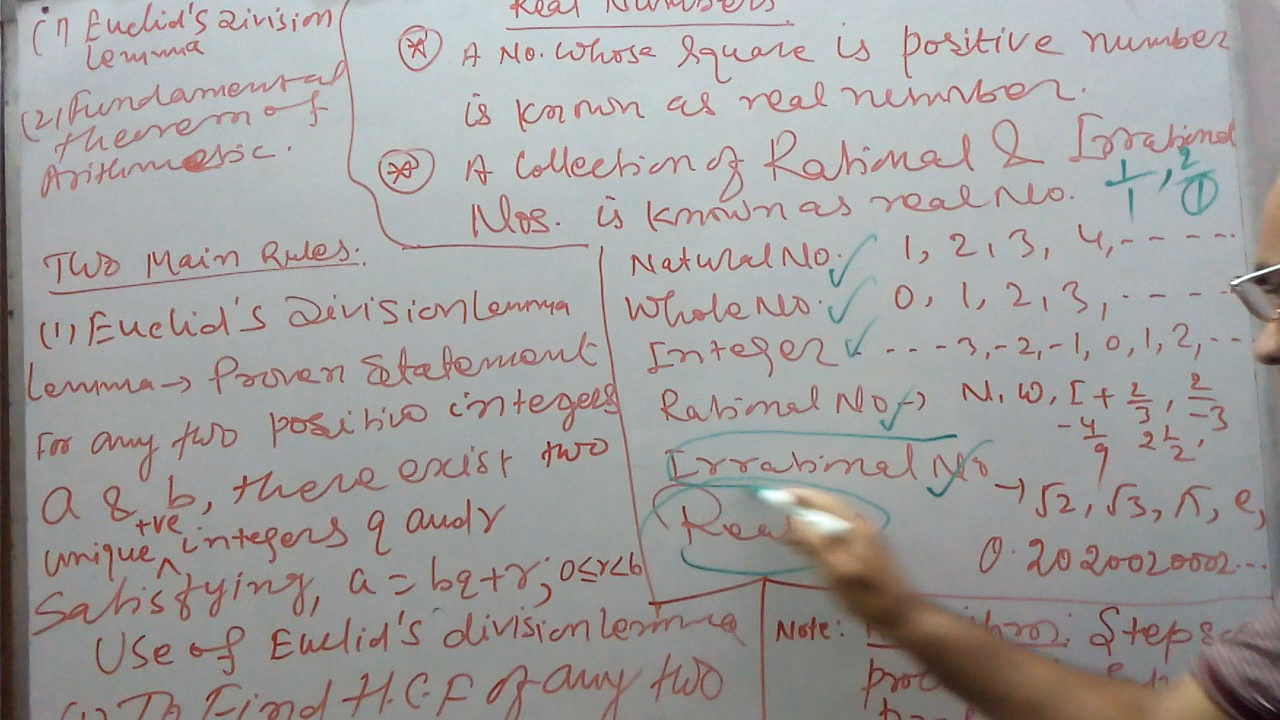 (1) Euclid's Division
lemma
(2) Fundamental
theorem of
Arithmetic.
Real Numbers
* A No. whose square is positive number
is known as real number.
* A Collection of Rational & Irrational
Nos. is known as real No. 1/1, 2/1
Natural No. 1, 2, 3, 4, - - - - -
Whole No. 0, 1, 2, 3, - - - - -
Integer - - - -3, -2, -1, 0, 1, 2, - -
Rational No → N, W, I + 2/3, 2/-3
-4/9 2 1/2,
Irrational No → √2, √3, π, e,
0.2020020002...
Two Main Rules:
(1) Euclid's Division Lemma
Lemma → Proven Statement
For any two positive integers
a & b, there exist two
unique +ve integers q and r
Satisfying, a = bq + r; 0≤r<b
Use of Euclid's division lemma
(1) To Find H.C.F of any two
Note: Steps